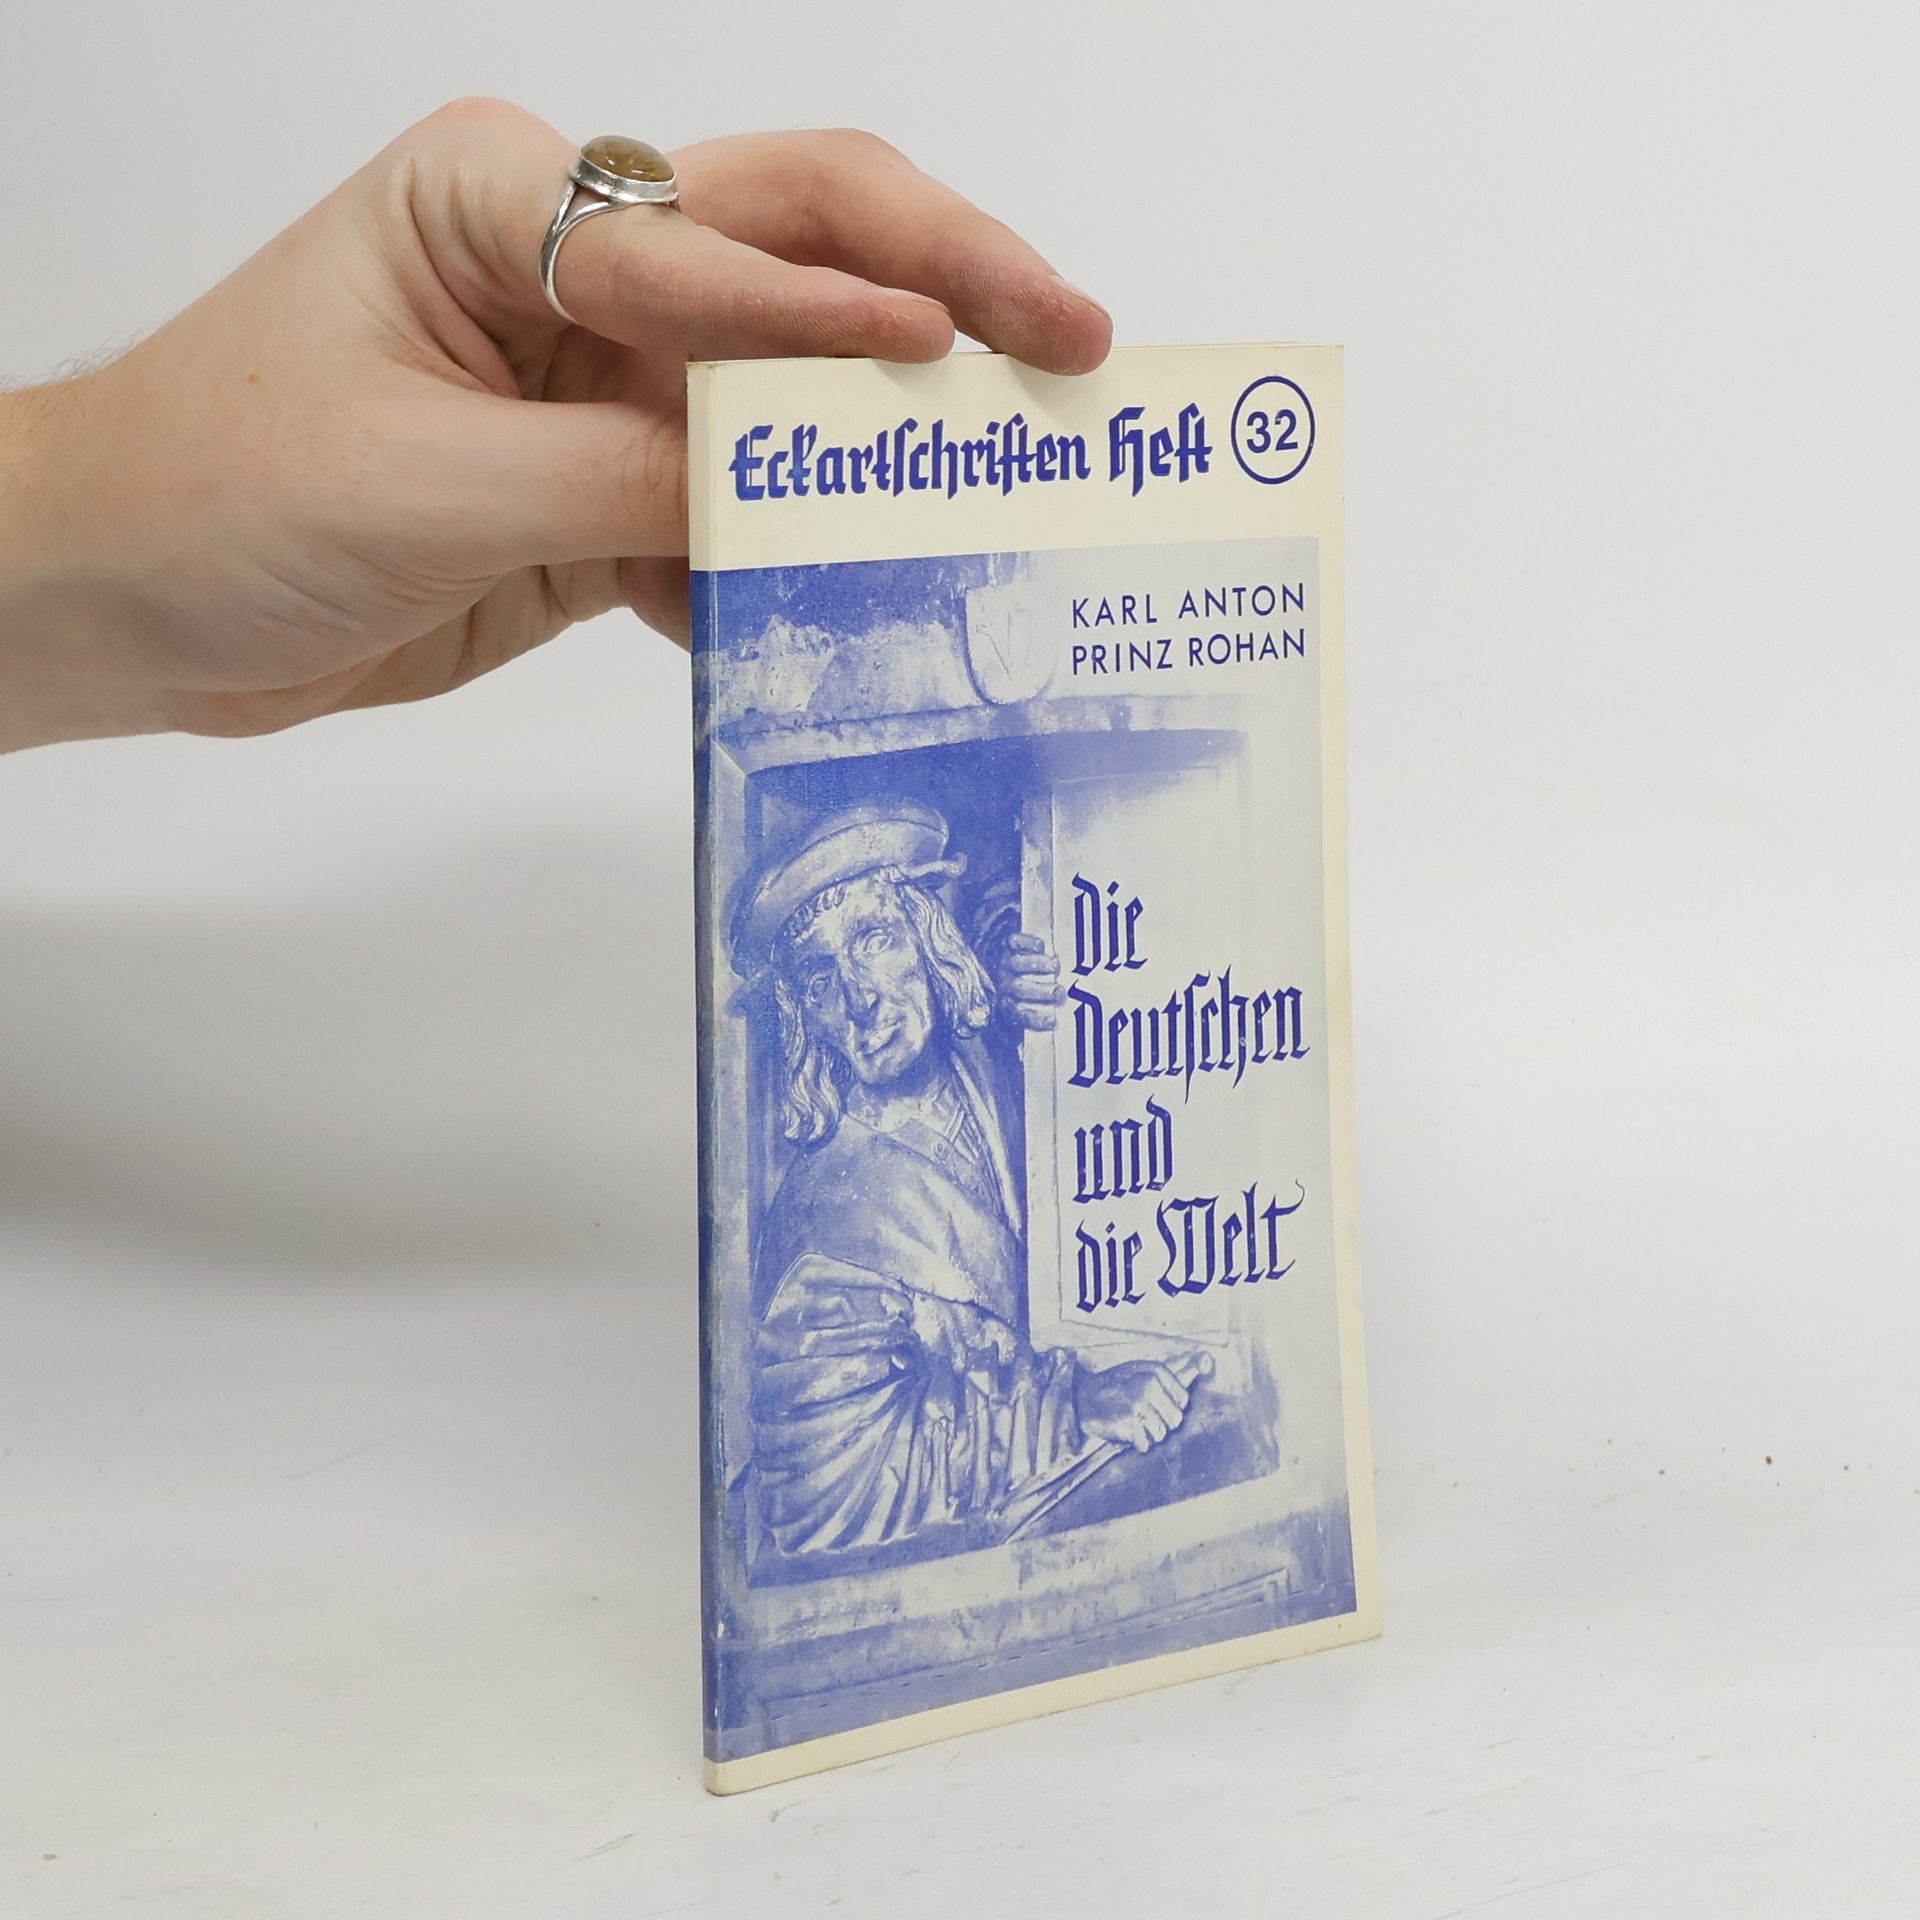 Eckartschriften Heft 32
KARL ANTON
PRINZ ROHAN
Die
Deutschen
und
die Welt